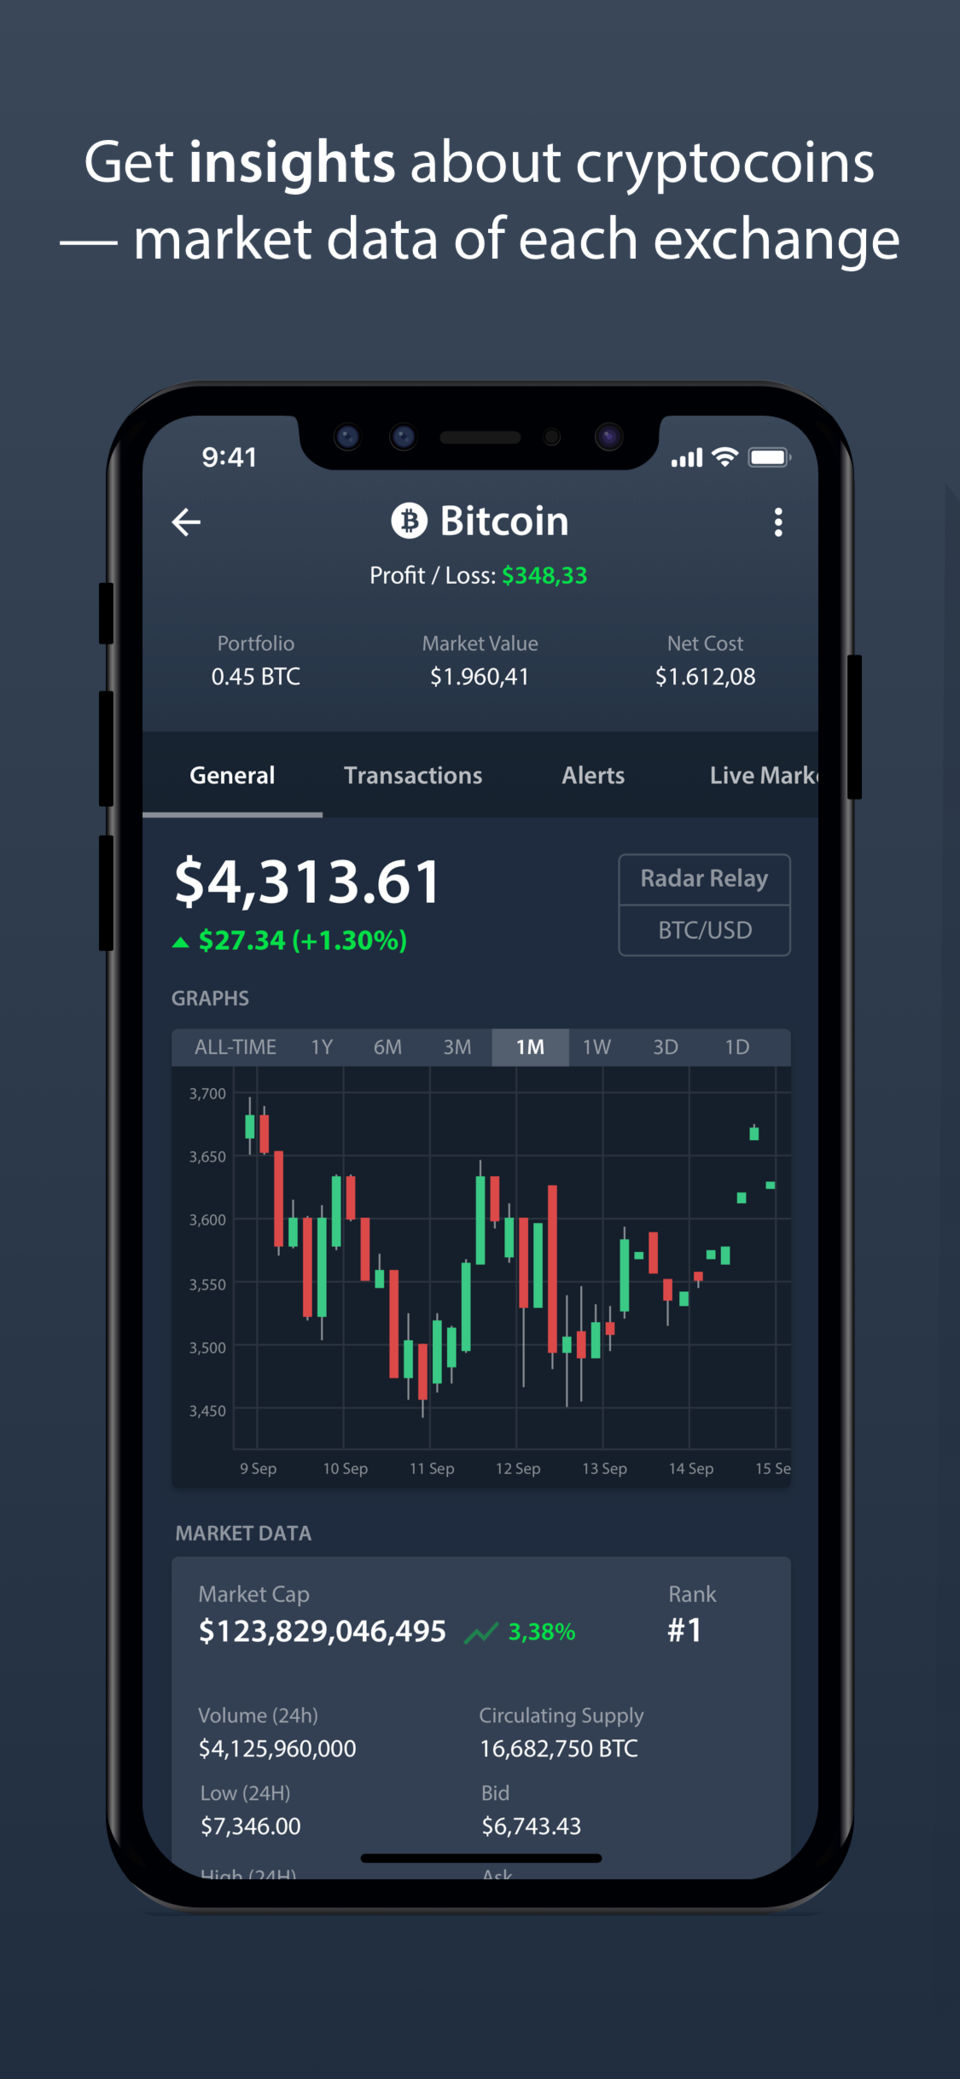 Get insights about cryptocoins
— market data of each exchange
9:41
Bitcoin
Profit / Loss: $348,33
Portfolio Market Value Net Cost
0.45 BTC $1.960,41 $1.612,08
General Transactions Alerts Live Mark
$4,313.61
Radar Relay
$27.34 (+1.30%)
BTC/USD
GRAPHS
ALL-TIME 1Y 6M 3M 1M 1W 3D 1D
3,700
3,650
3,600
3,550
3,500
3,450
9 Sep 10 Sep 11 Sep 12 Sep 13 Sep 14 Sep 15 Se
MARKET DATA
Market Cap Rank
$123,829,046,495 3,38% #1
Volume (24h) Circulating Supply
$4,125,960,000 16,682,750 BTC
Low (24H) Bid
$7,346.00 $6,743.43
High (24H) Ask